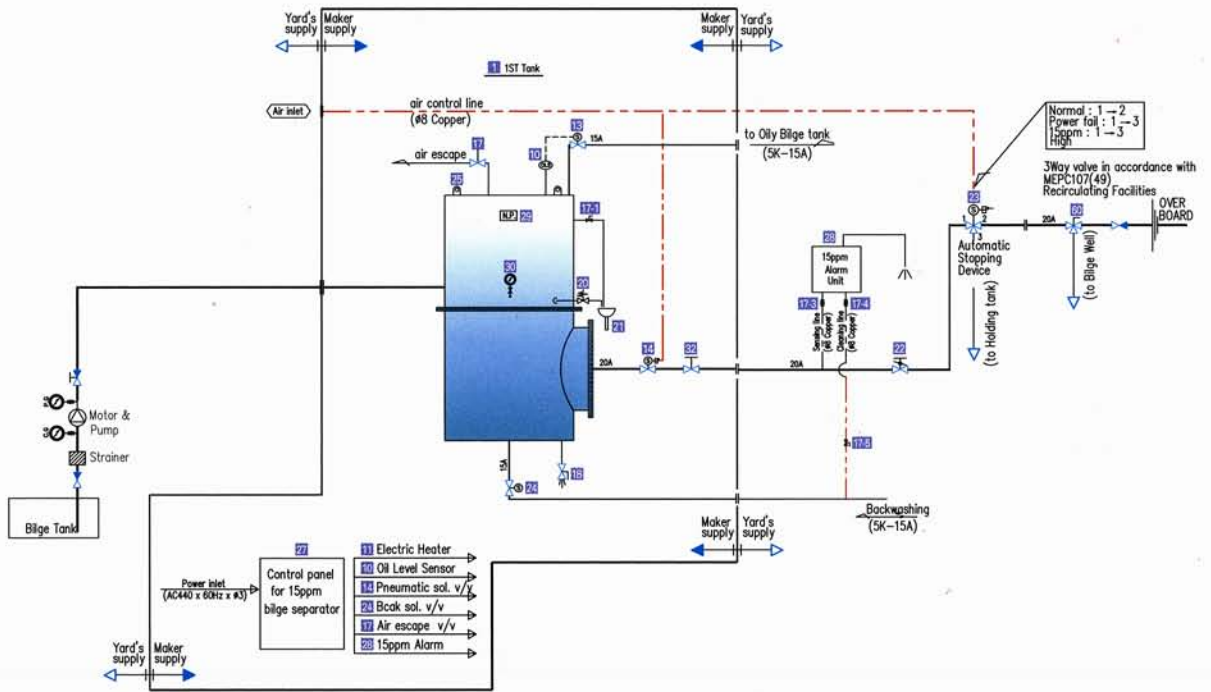 Yard's supply
Maker supply
Maker supply
Yard's supply
1 1ST Tank
Air inlet
air control line
(ø8 Copper)
Normal : 1→2
Power fail : 1→3
15ppm : 1→3
High
13
15A
to Oily Bilge tank
(5K-15A)
17
air escape
10
3Way valve in accordance with
MEPC107(49)
Recirculating Facilities
25
23
17-1
N.P. 29
S
1 2
3
20A
60
OVER
BOARD
28
15ppm
Alarm
Unit
Automatic
Stopping
Device
(to Bilge Well)
30
20
17-3
17-4
21
Sensing line
(ø8 Copper)
Cleaning line
(ø8 Copper)
(to Holding tank)
14
32
22
20A
20A
Motor &
Pump
Strainer
17-5
15A
24
18
Bilge Tank
Backwashing
(5K-15A)
Maker supply
Yard's supply
27
Control panel
for 15ppm
bilge separator
Power inlet
(AC440 x 60Hz x ø3)
11 Electric Heater
10 Oil Level Sensor
14 Pneumatic sol. v/v
24 Bcak sol. v/v
17 Air escape v/v
28 15ppm Alarm
Yard's supply
Maker supply